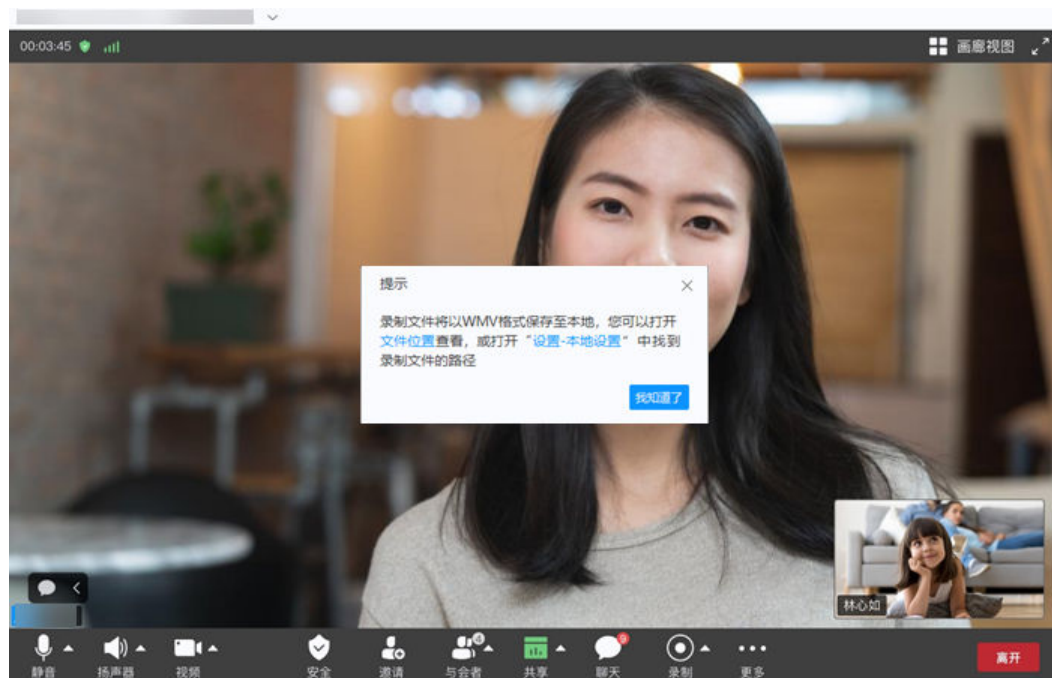 00:03:45
画廊视图
提示
录制文件将以WMV格式保存至本地，您可以打开
文件位置查看，或打开“设置-本地设置”中找到
录制文件的路径
我知道了
林心如
静音
扬声器
视频
安全
邀请
与会者
4
共享
聊天
9
录制
更多
离开